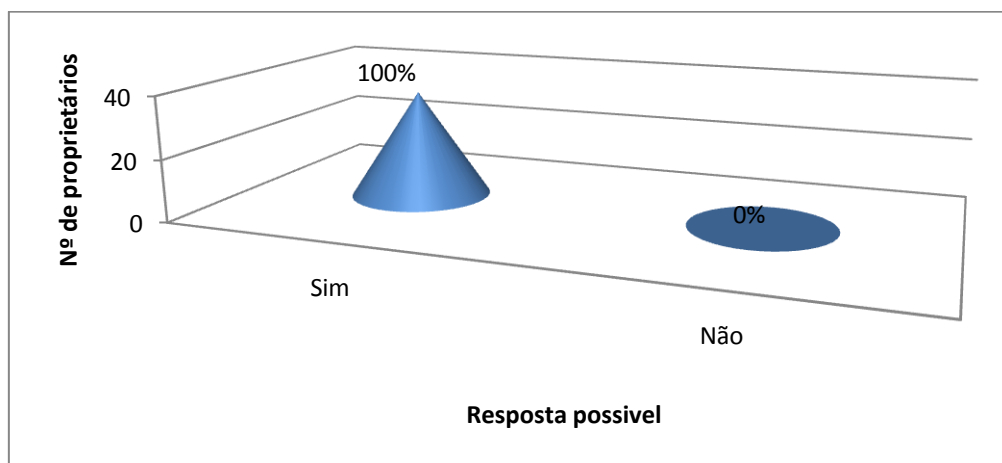 100%
40
20
0
Nº de proprietários
0%
Sim
Não
Resposta possivel